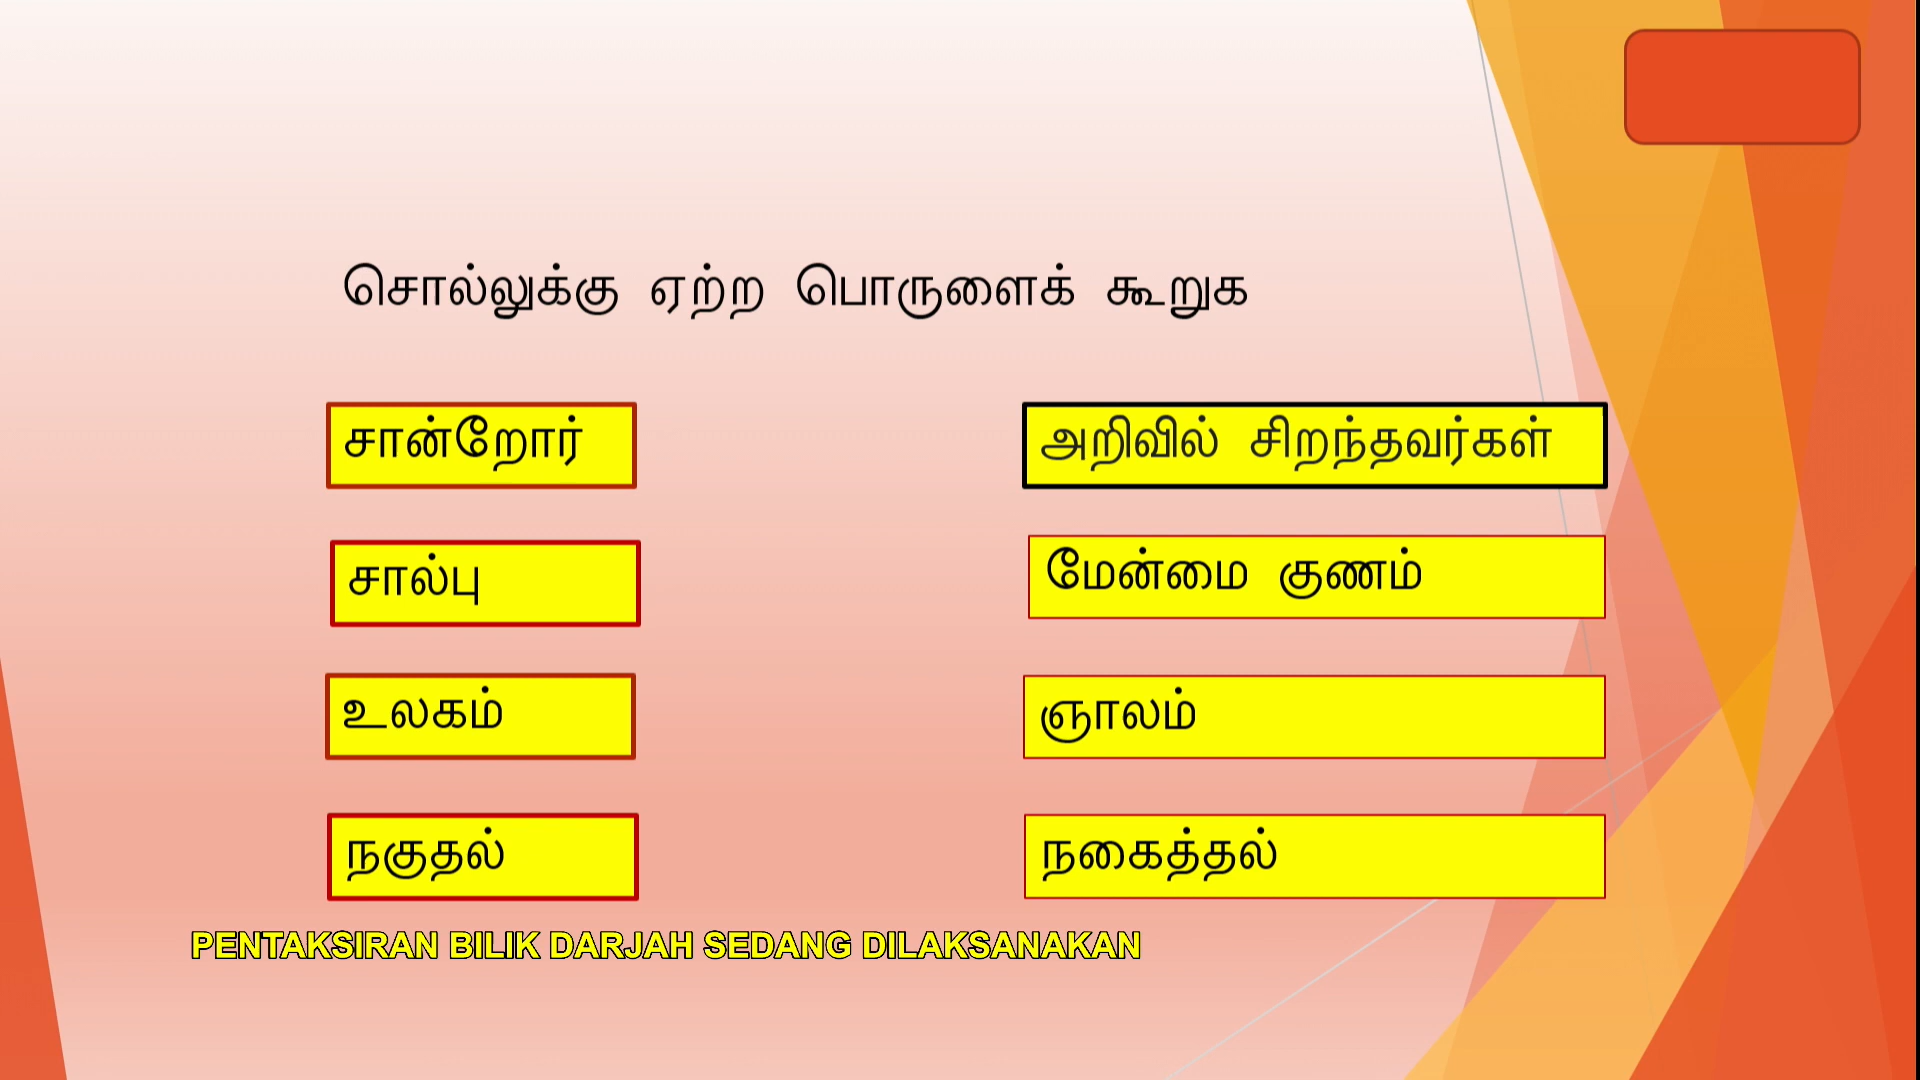 சொல்லுக்கு ஏற்ற பொருளைக் கூறுக
சான்றோர் அறிவில் சிறந்தவர்கள்
சால்பு மேன்மை குணம்
உலகம் ஞாலம்
நகுதல் நகைத்தல்
PENTAKSIRAN BILIK DARJAH SEDANG DILAKSANAKAN